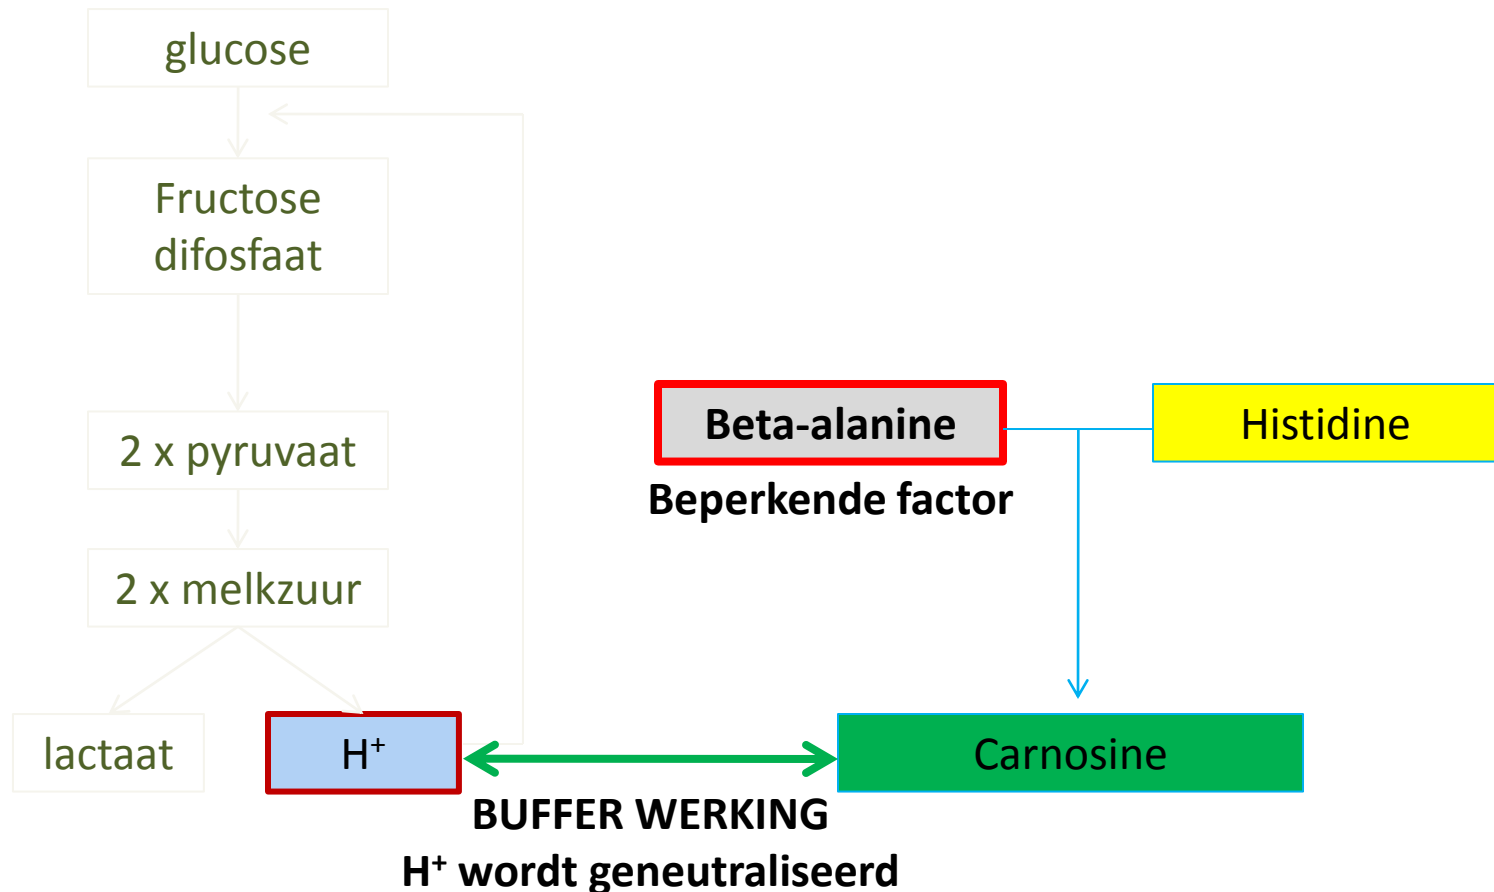 glucose
Fructose
difosfaat
2 x pyruvaat
2 x melkzuur
lactaat
H⁺
Beta-alanine
Beperkende factor
Histidine
Carnosine
BUFFER WERKING
H⁺ wordt geneutraliseerd